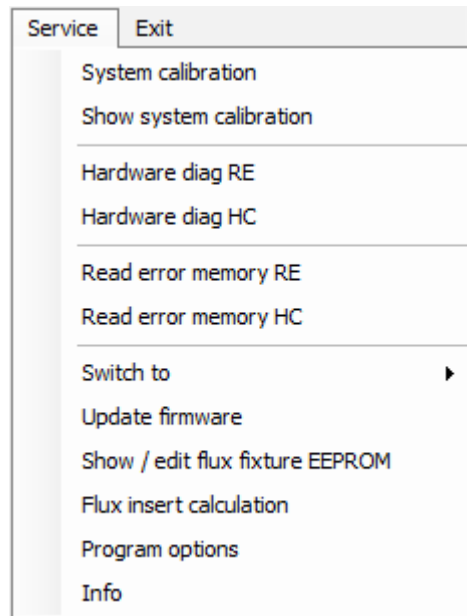 Service Exit
System calibration
Show system calibration
Hardware diag RE
Hardware diag HC
Read error memory RE
Read error memory HC
Switch to
Update firmware
Show / edit flux fixture EEPROM
Flux insert calculation
Program options
Info